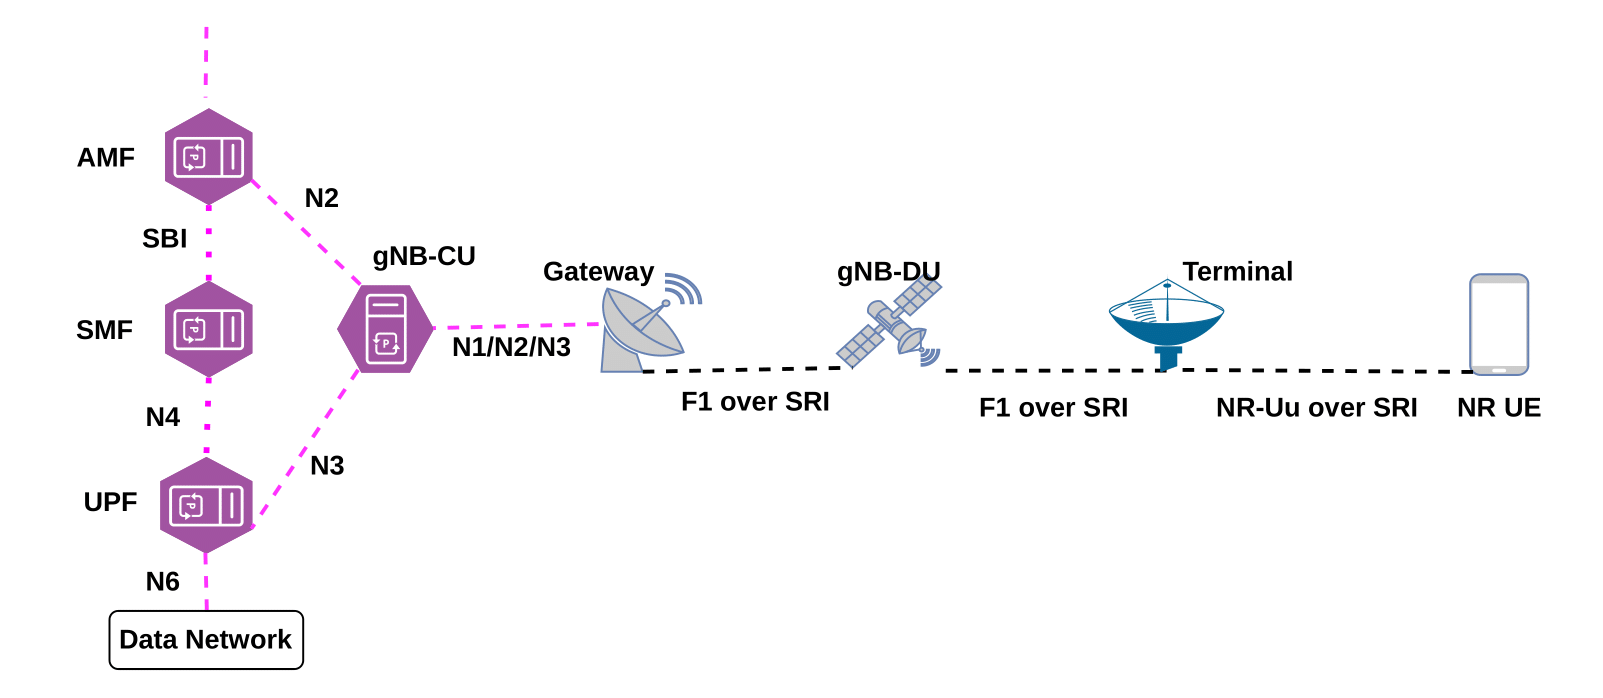 AMF
N2
SBI
gNB-CU
Gateway
gNB-DU
Terminal
SMF
N1/N2/N3
F1 over SRI
F1 over SRI
NR-Uu over SRI
NR UE
N4
N3
UPF
N6
Data Network